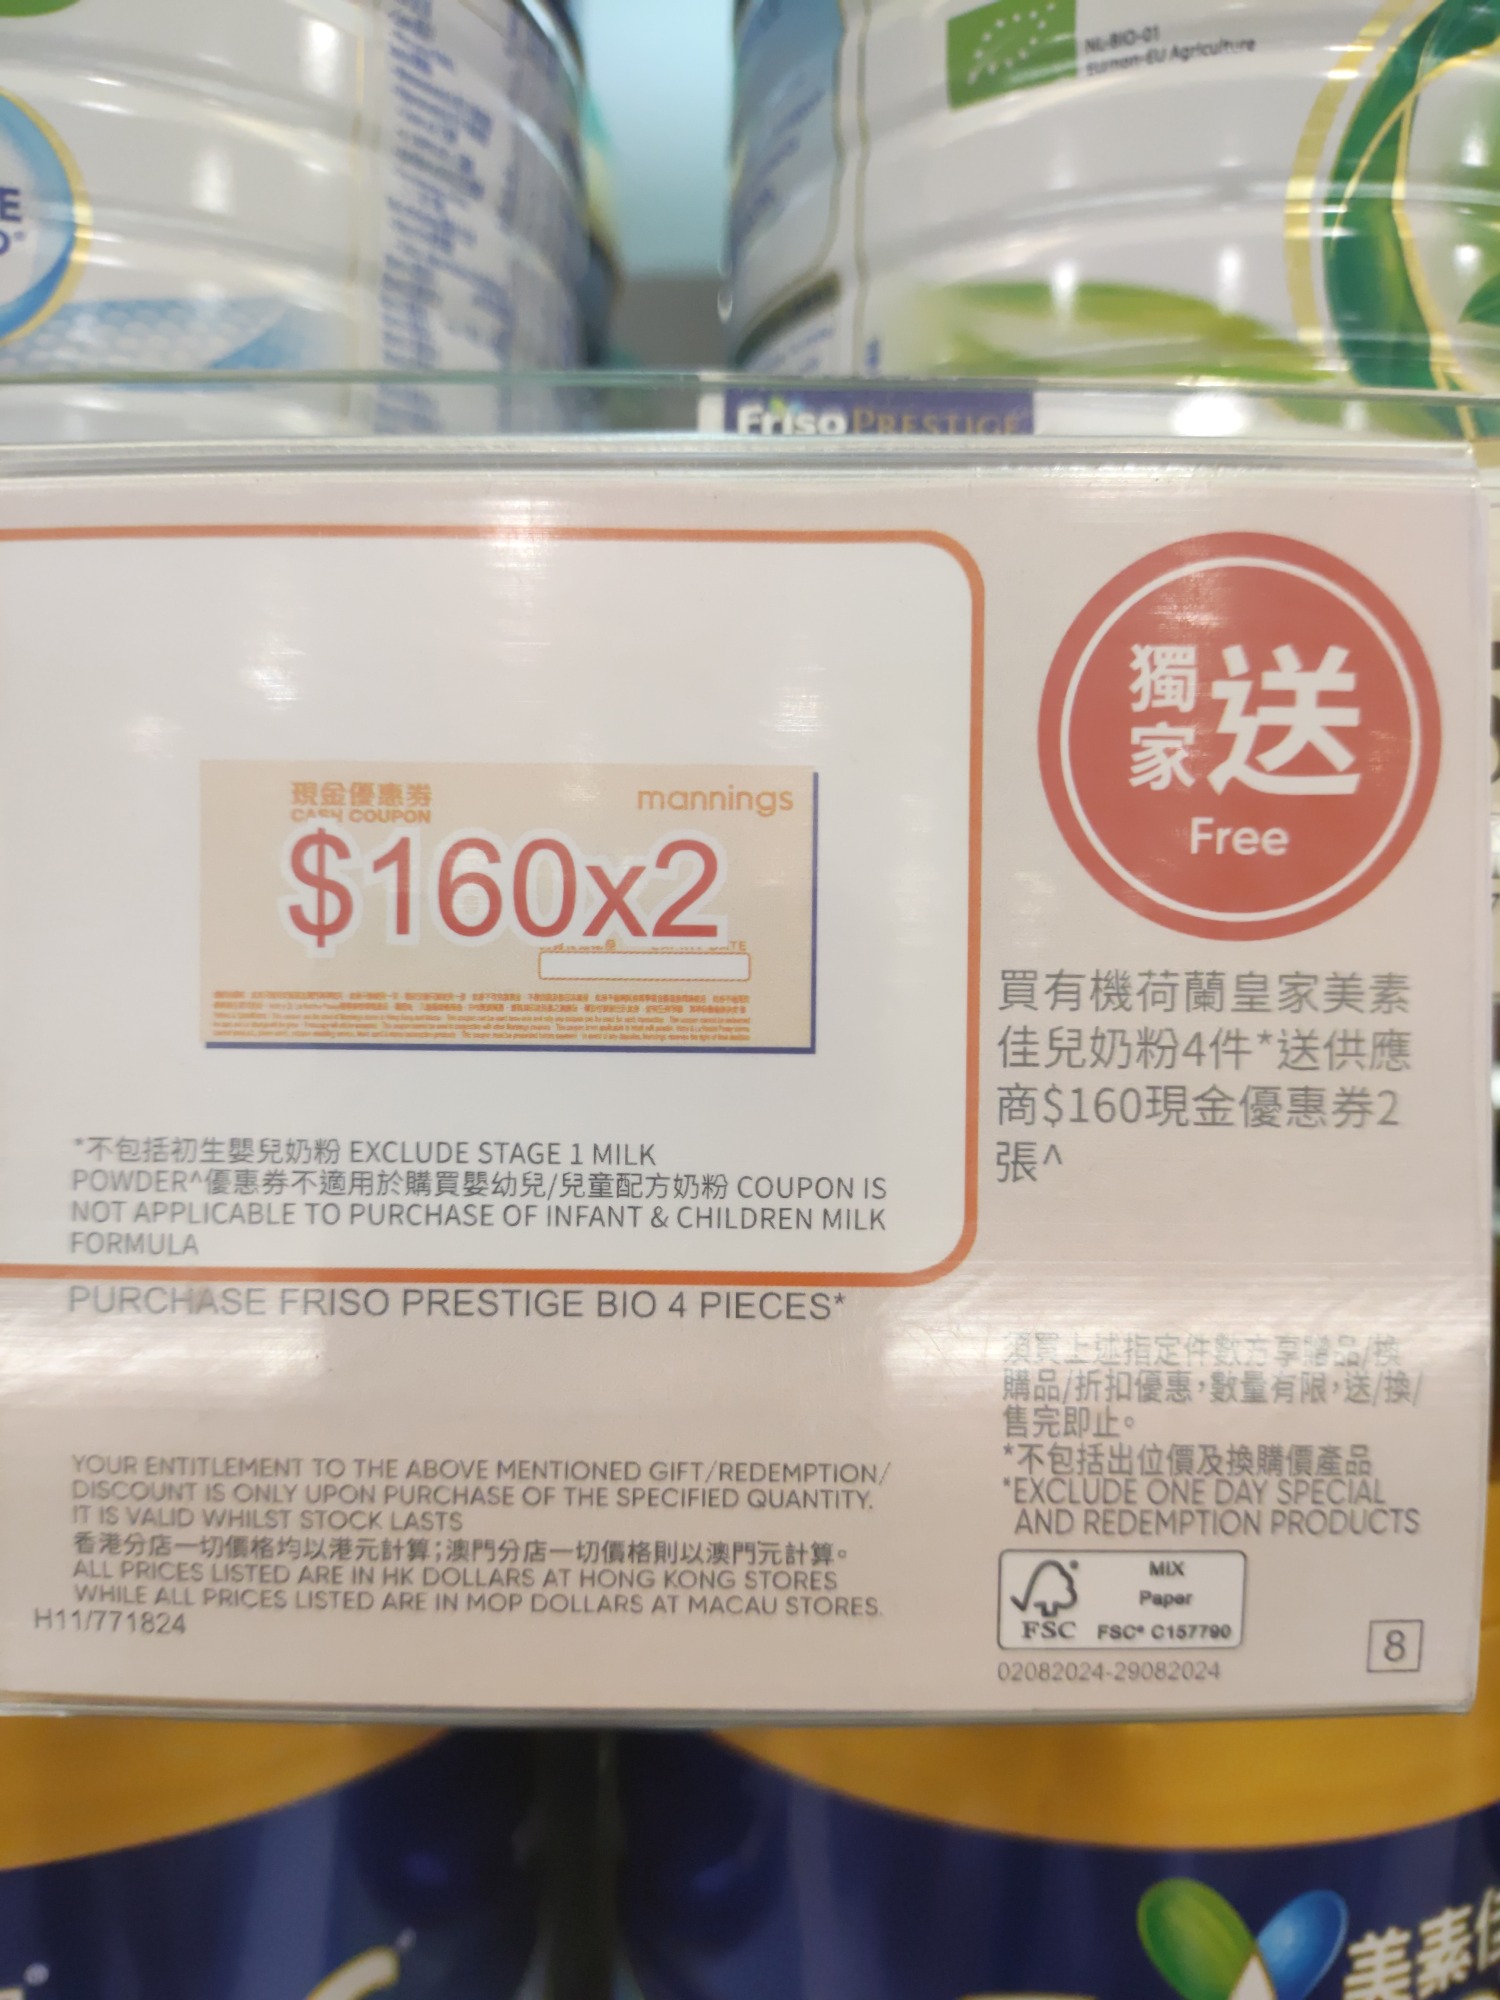 NL-BIO-01
Friso PRESTIGE
獨家送
Free
現金優惠券
mannings
CASH COUPON
$160x2
買有機荷蘭皇家美素
佳兒奶粉4件*送供應
商$160現金優惠券2
張^
*不包括初生嬰兒奶粉 EXCLUDE STAGE 1 MILK
POWDER^優惠券不適用於購買嬰幼兒/兒童配方奶粉 COUPON IS
NOT APPLICABLE TO PURCHASE OF INFANT & CHILDREN MILK
FORMULA
PURCHASE FRISO PRESTIGE BIO 4 PIECES*
須買上述指定件數方享贈品/換
購品/折扣優惠，數量有限，送/換/
售完即止。
*不包括出位價及換購價產品
*EXCLUDE ONE DAY SPECIAL
AND REDEMPTION PRODUCTS
YOUR ENTITLEMENT TO THE ABOVE MENTIONED GIFT/REDEMPTION/
DISCOUNT IS ONLY UPON PURCHASE OF THE SPECIFIED QUANTITY.
IT IS VALID WHILST STOCK LASTS
香港分店一切價格均以港元計算；澳門分店一切價格則以澳門元計算。
ALL PRICES LISTED ARE IN HK DOLLARS AT HONG KONG STORES
WHILE ALL PRICES LISTED ARE IN MOP DOLLARS AT MACAU STORES.
H11/771824
MIX
Paper
FSC
FSC® C157790
02082024-29082024
8
美素佳